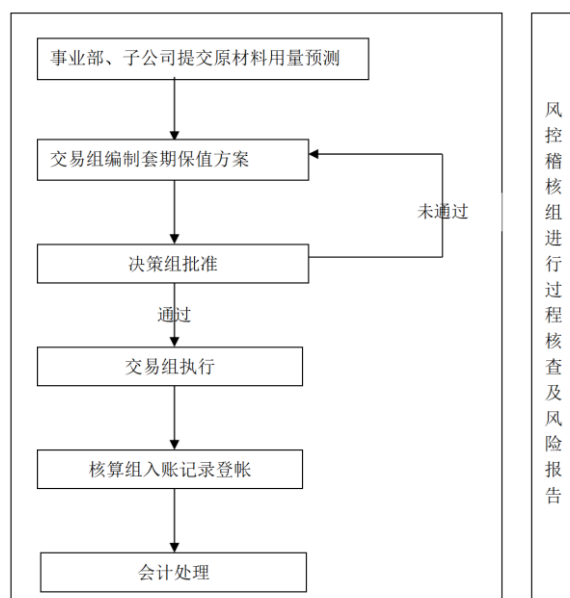 事业部、子公司提交原材料用量预测
交易组编制套期保值方案
未通过
决策组批准
通过
交易组执行
核算组入账记录登帐
会计处理
风控稽核组进行过程核查及风险报告